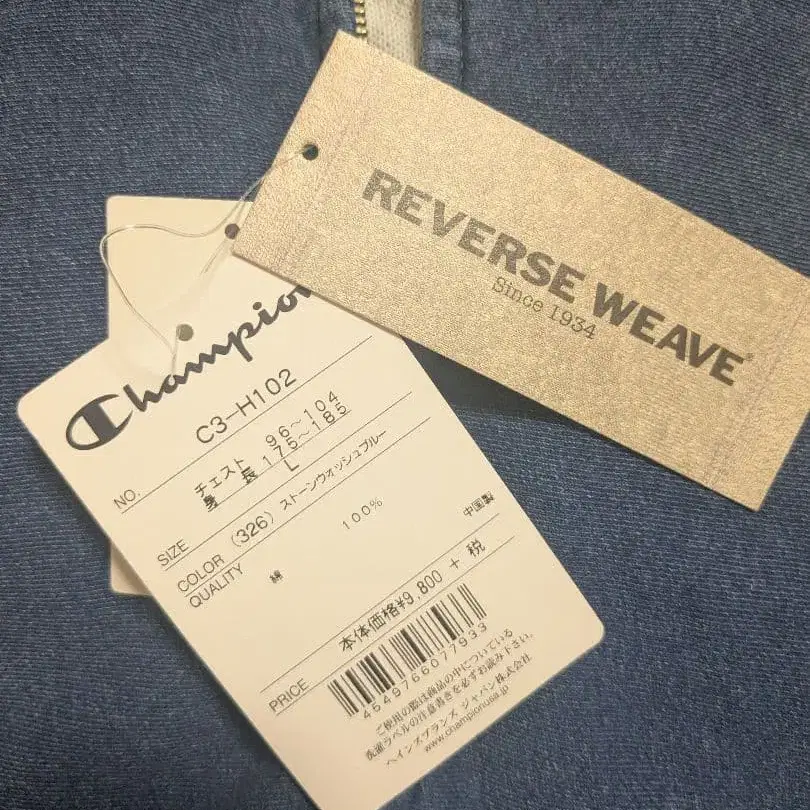 REVERSE WEAVE
Since 1934
Champion
NO. C3-H102
チェスト 96~104
身 長 175~185
SIZE L
COLOR (326) ストーンウォッシュブルー
QUALITY
綿 100%
中国製
PRICE 本体価格¥9,800 + 税
4549766077933
ご使用の際は商品の中についている
洗濯ラベルの注意書きを必ずお読み下さい。
ヘインズブランズ ジャパン株式会社
www.championusa.jp